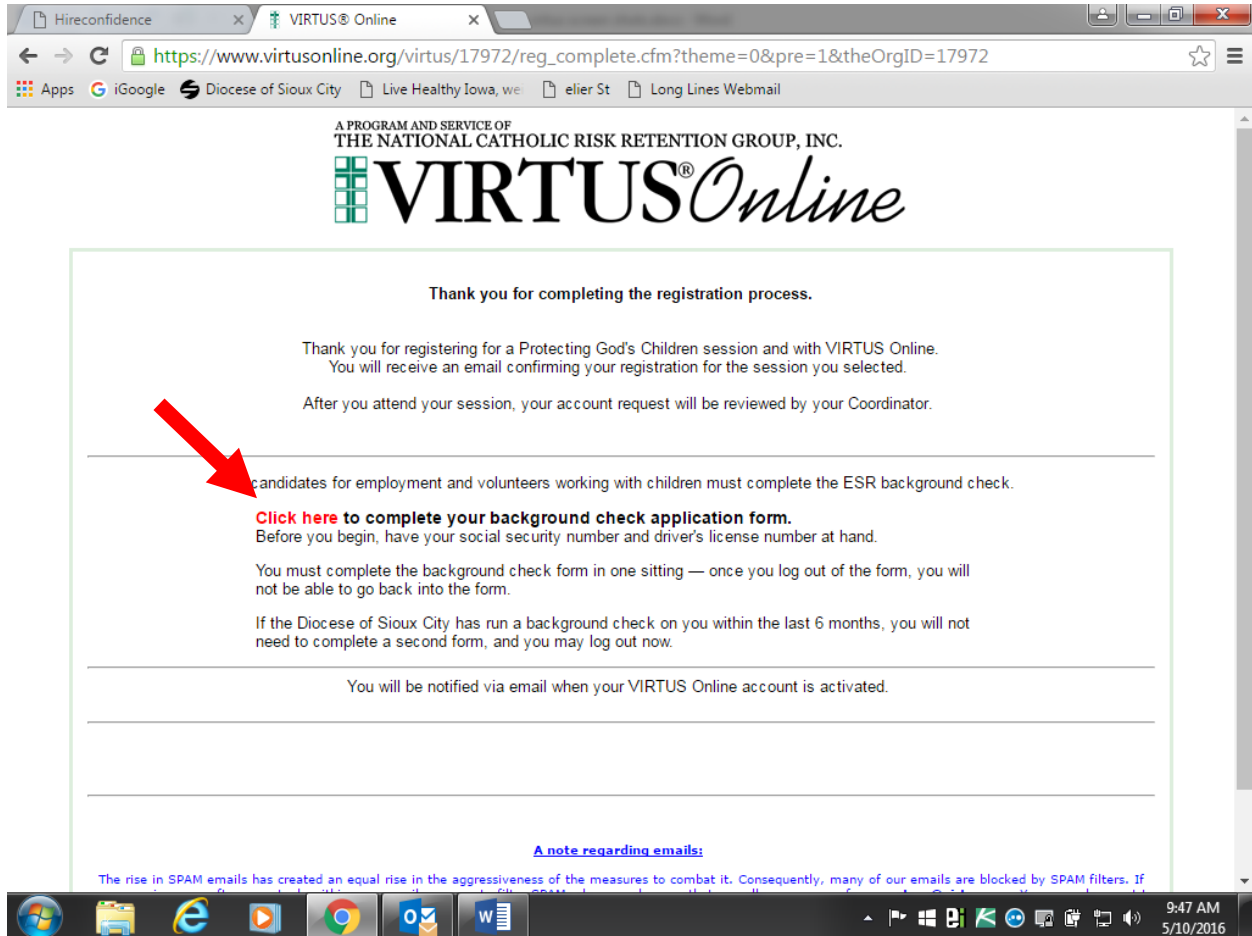 Hireconfidence
VIRTUS® Online
https://www.virtusonline.org/virtus/17972/reg_complete.cfm?theme=0&pre=1&theOrgID=17972
Apps iGoogle Diocese of Sioux City Live Healthy Iowa, we elier St Long Lines Webmail
A PROGRAM AND SERVICE OF
THE NATIONAL CATHOLIC RISK RETENTION GROUP, INC.
VIRTUS® Online
Thank you for completing the registration process.
Thank you for registering for a Protecting God's Children session and with VIRTUS Online.
You will receive an email confirming your registration for the session you selected.
After you attend your session, your account request will be reviewed by your Coordinator.
candidates for employment and volunteers working with children must complete the ESR background check.
Click here to complete your background check application form.
Before you begin, have your social security number and driver's license number at hand.
You must complete the background check form in one sitting — once you log out of the form, you will
not be able to go back into the form.
If the Diocese of Sioux City has run a background check on you within the last 6 months, you will not
need to complete a second form, and you may log out now.
You will be notified via email when your VIRTUS Online account is activated.
A note regarding emails:
The rise in SPAM emails has created an equal rise in the aggressiveness of the measures to combat it. Consequently, many of our emails are blocked by SPAM filters. If
9:47 AM
5/10/2016